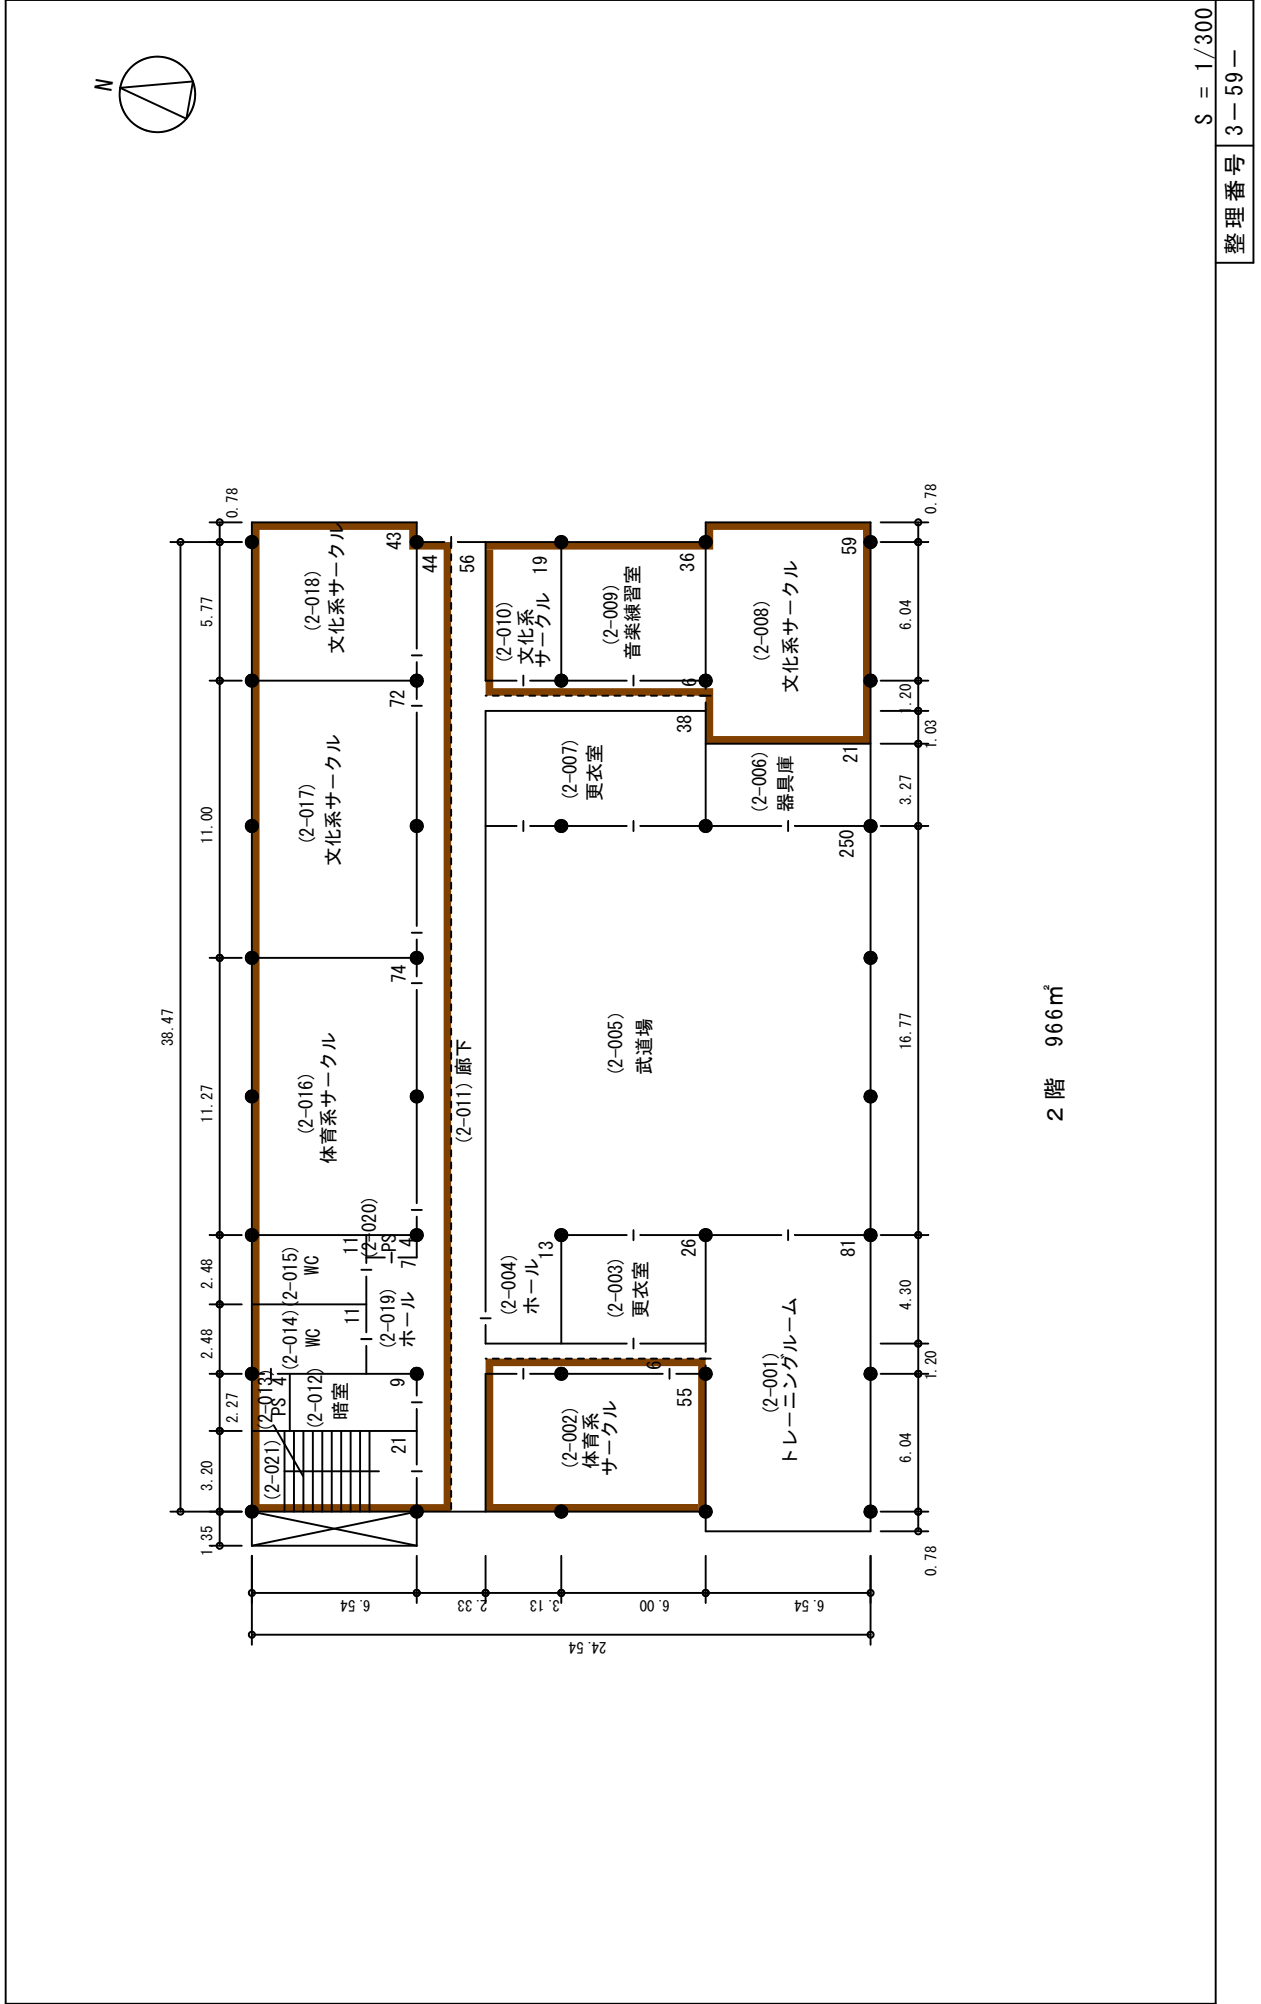 N
S = 1/300
整理番号 3－59－
38.47
1.35
3.20
2.27
2.48
2.48
11.27
11.00
5.77
0.78
(2-021)
21
(2-013)
PS
4
(2-012)
暗室
9
(2-014)
WC
11
(2-015)
WC
11
(2-019)
ホール
7
(2-020)
PS
4
(2-016)
体育系サークル
74
(2-017)
文化系サークル
72
(2-018)
文化系サークル
43
44
56
(2-011) 廊下
(2-002)
体育系
サークル
55
6
(2-004)
ホール
13
(2-003)
更衣室
26
(2-001)
トレーニングルーム
81
(2-005)
武道場
250
(2-007)
更衣室
38
(2-006)
器具庫
21
(2-010)
文化系
サークル
19
(2-009)
音楽練習室
36
6
(2-008)
文化系サークル
59
6.54
2.33
3.13
6.00
6.54
24.54
0.78
6.04
1.20
4.30
16.77
3.27
1.03
1.20
6.04
0.78
2階 966㎡